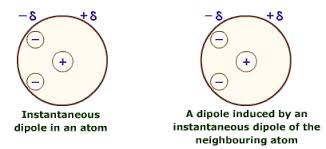 −δ +δ
−δ +δ
−
−
+
−
−
+
Instantaneous
dipole in an atom
A dipole induced by an
instantaneous dipole of the
neighbouring atom